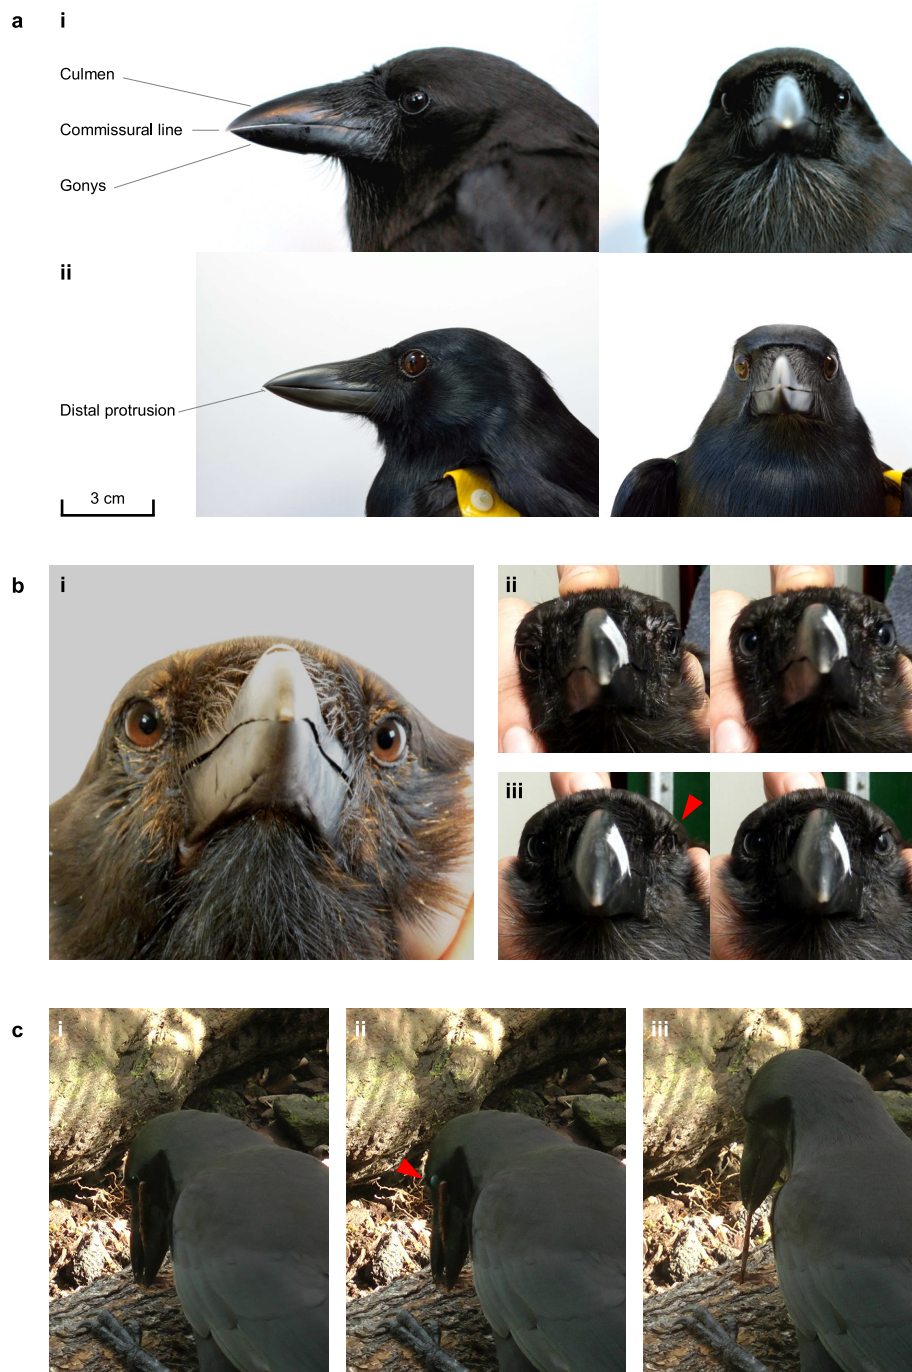 a
i
Culmen
Commissural line
Gonys
ii
Distal protrusion
3 cm
b
i
ii
iii
c
i
ii
iii